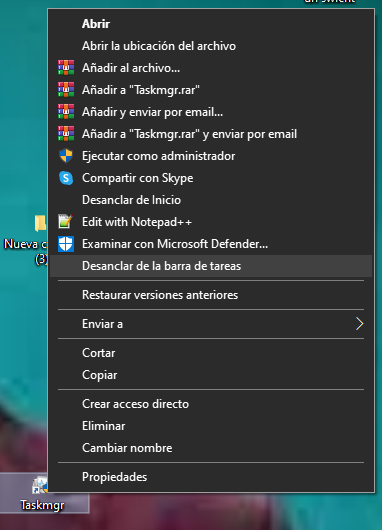 Abrir
Abrir la ubicación del archivo
Añadir al archivo...
Añadir a "Taskmgr.rar"
Añadir y enviar por email...
Añadir a "Taskmgr.rar" y enviar por email
Ejecutar como administrador
Compartir con Skype
Desanclar de Inicio
Edit with Notepad++
Nueva
(3)
Examinar con Microsoft Defender...
Desanclar de la barra de tareas
Restaurar versiones anteriores
Enviar a
Cortar
Copiar
Crear acceso directo
Eliminar
Cambiar nombre
Propiedades
Taskmgr